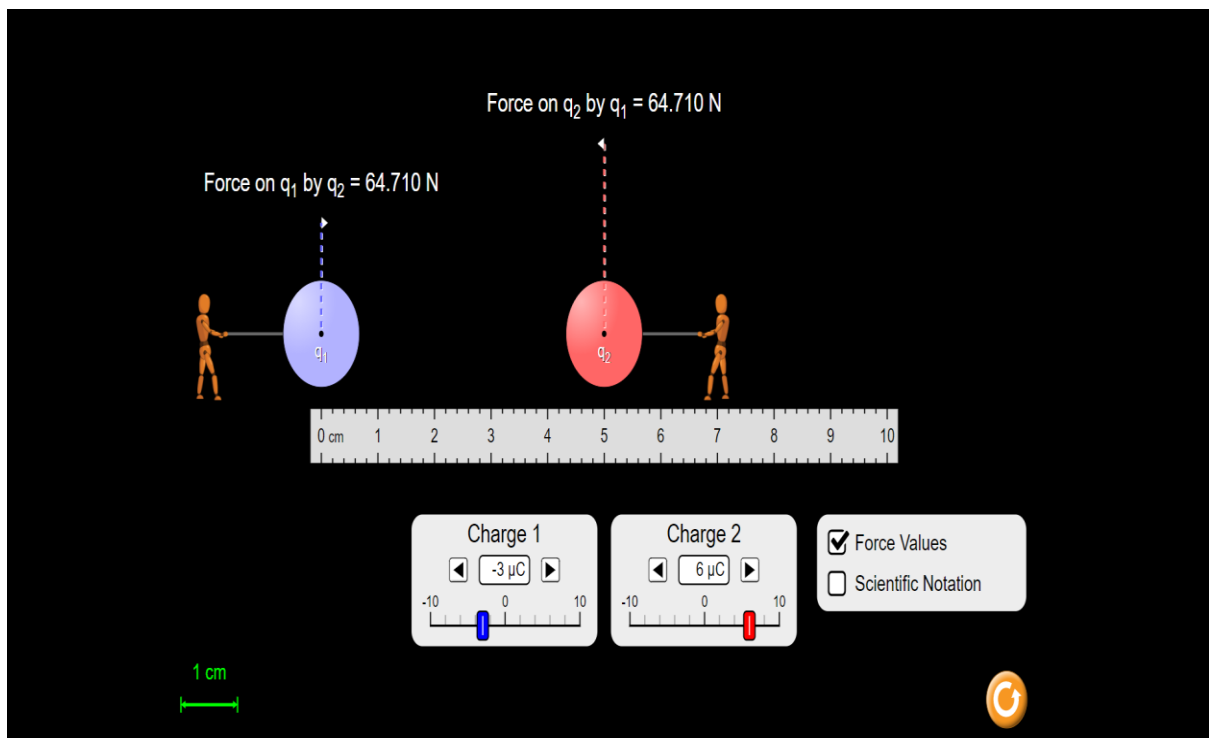 Force on q₂ by q₁ = 64.710 N
Force on q₁ by q₂ = 64.710 N
q₁
q₂
0 cm 1 2 3 4 5 6 7 8 9 10
Charge 1
-3 μC
-10 0 10
Charge 2
6 μC
-10 0 10
Force Values
Scientific Notation
1 cm